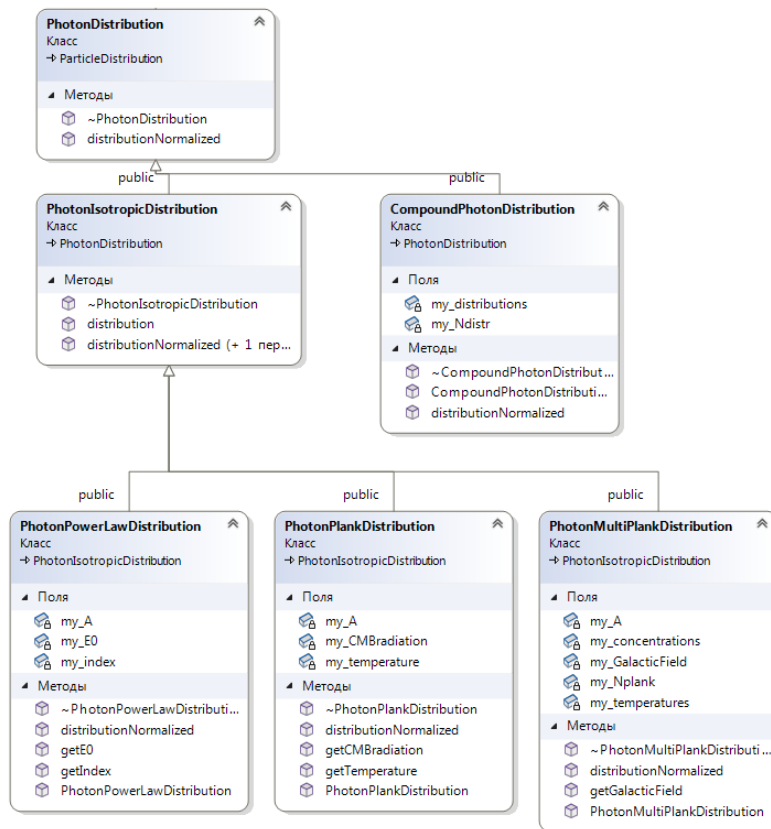 PhotonDistribution
Класс
ParticleDistribution
Методы
~PhotonDistribution
distributionNormalized
public
public
PhotonIsotropicDistribution
Класс
PhotonDistribution
Методы
~PhotonIsotropicDistribution
distribution
distributionNormalized (+ 1 пер...
CompoundPhotonDistribution
Класс
PhotonDistribution
Поля
my_distributions
my_Ndistr
Методы
~CompoundPhotonDistribut...
CompoundPhotonDistributi...
distributionNormalized
public
public
public
PhotonPowerLawDistribution
Класс
PhotonIsotropicDistribution
Поля
my_A
my_E0
my_index
Методы
~PhotonPowerLawDistributi...
distributionNormalized
getE0
getIndex
PhotonPowerLawDistribution
PhotonPlankDistribution
Класс
PhotonIsotropicDistribution
Поля
my_A
my_CMBradiation
my_temperature
Методы
~PhotonPlankDistribution
distributionNormalized
getCMBradiation
getTemperature
PhotonPlankDistribution
PhotonMultiPlankDistribution
Класс
PhotonIsotropicDistribution
Поля
my_A
my_concentrations
my_GalacticField
my_Nplank
my_temperatures
Методы
~PhotonMultiPlankDistributi...
distributionNormalized
getGalacticField
PhotonMultiPlankDistribution